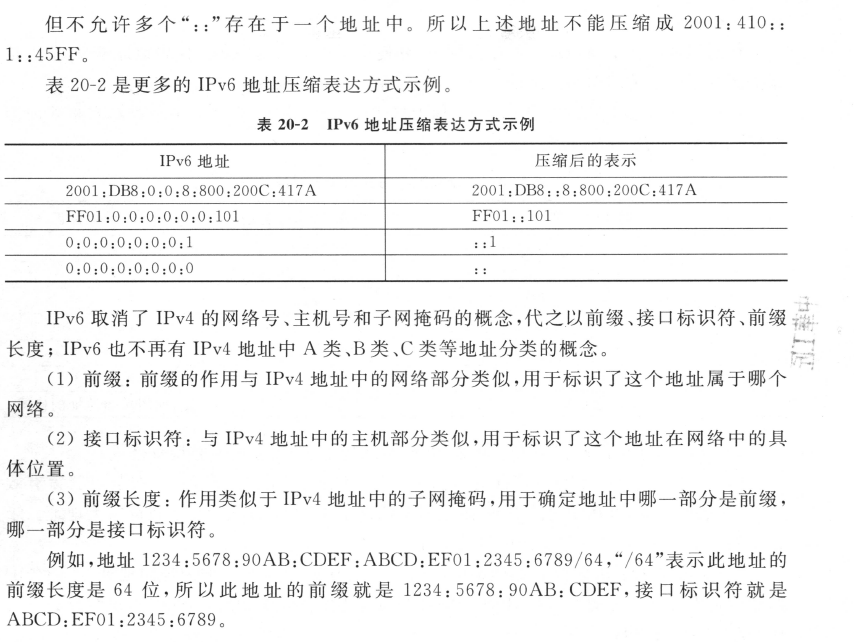 但不允许多个“::”存在于一个地址中。所以上述地址不能压缩成 2001:410::
1::45FF。
表 20-2 是更多的 IPv6 地址压缩表达方式示例。
表 20-2 IPv6 地址压缩表达方式示例
IPv6 地址 压缩后的表示
2001:DB8:0:0:8:800:200C:417A 2001:DB8::8:800:200C:417A
FF01:0:0:0:0:0:0:101 FF01::101
0:0:0:0:0:0:0:1 ::1
0:0:0:0:0:0:0:0 ::
IPv6 取消了 IPv4 的网络号、主机号和子网掩码的概念,代之以前缀、接口标识符、前缀
长度;IPv6 也不再有 IPv4 地址中 A 类、B 类、C 类等地址分类的概念。
(1) 前缀:前缀的作用与 IPv4 地址中的网络部分类似,用于标识了这个地址属于哪个
网络。
(2) 接口标识符:与 IPv4 地址中的主机部分类似,用于标识了这个地址在网络中的具
体位置。
(3) 前缀长度:作用类似于 IPv4 地址中的子网掩码,用于确定地址中哪一部分是前缀,
哪一部分是接口标识符。
例如,地址 1234:5678:90AB:CDEF:ABCD:EF01:2345:6789/64,“/64”表示此地址的
前缀长度是 64 位,所以此地址的前缀就是 1234:5678:90AB:CDEF,接口标识符就是
ABCD:EF01:2345:6789。